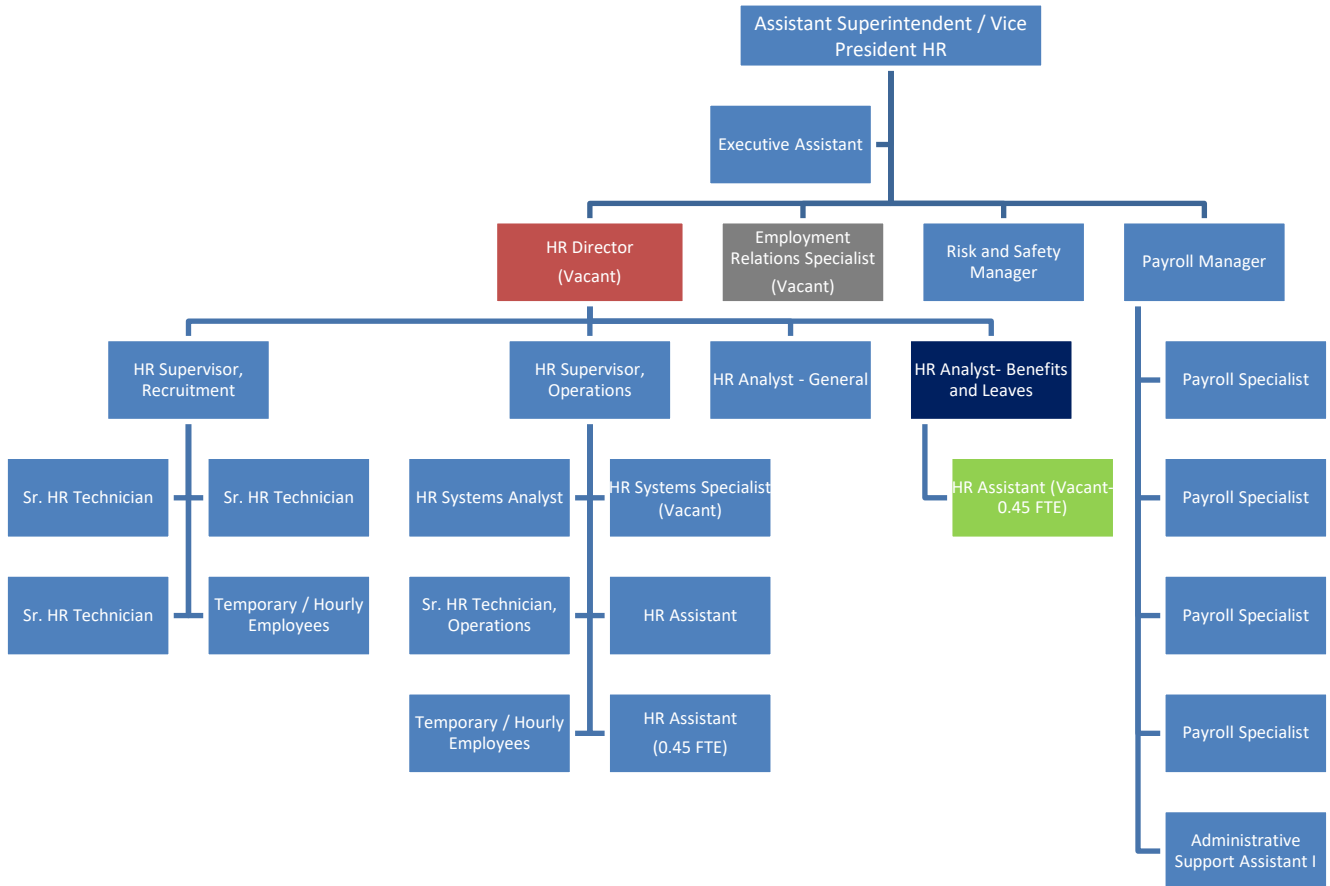 Assistant Superintendent / Vice
President HR
Executive Assistant
HR Director
(Vacant)
Employment
Relations Specialist
(Vacant)
Risk and Safety
Manager
Payroll Manager
HR Supervisor,
Recruitment
HR Supervisor,
Operations
HR Analyst - General
HR Analyst- Benefits
and Leaves
Payroll Specialist
Sr. HR Technician
Sr. HR Technician
HR Systems Analyst
HR Systems Specialist
(Vacant)
HR Assistant (Vacant-
0.45 FTE)
Payroll Specialist
Sr. HR Technician
Temporary / Hourly
Employees
Sr. HR Technician,
Operations
HR Assistant
Payroll Specialist
Temporary / Hourly
Employees
HR Assistant
(0.45 FTE)
Payroll Specialist
Administrative
Support Assistant I